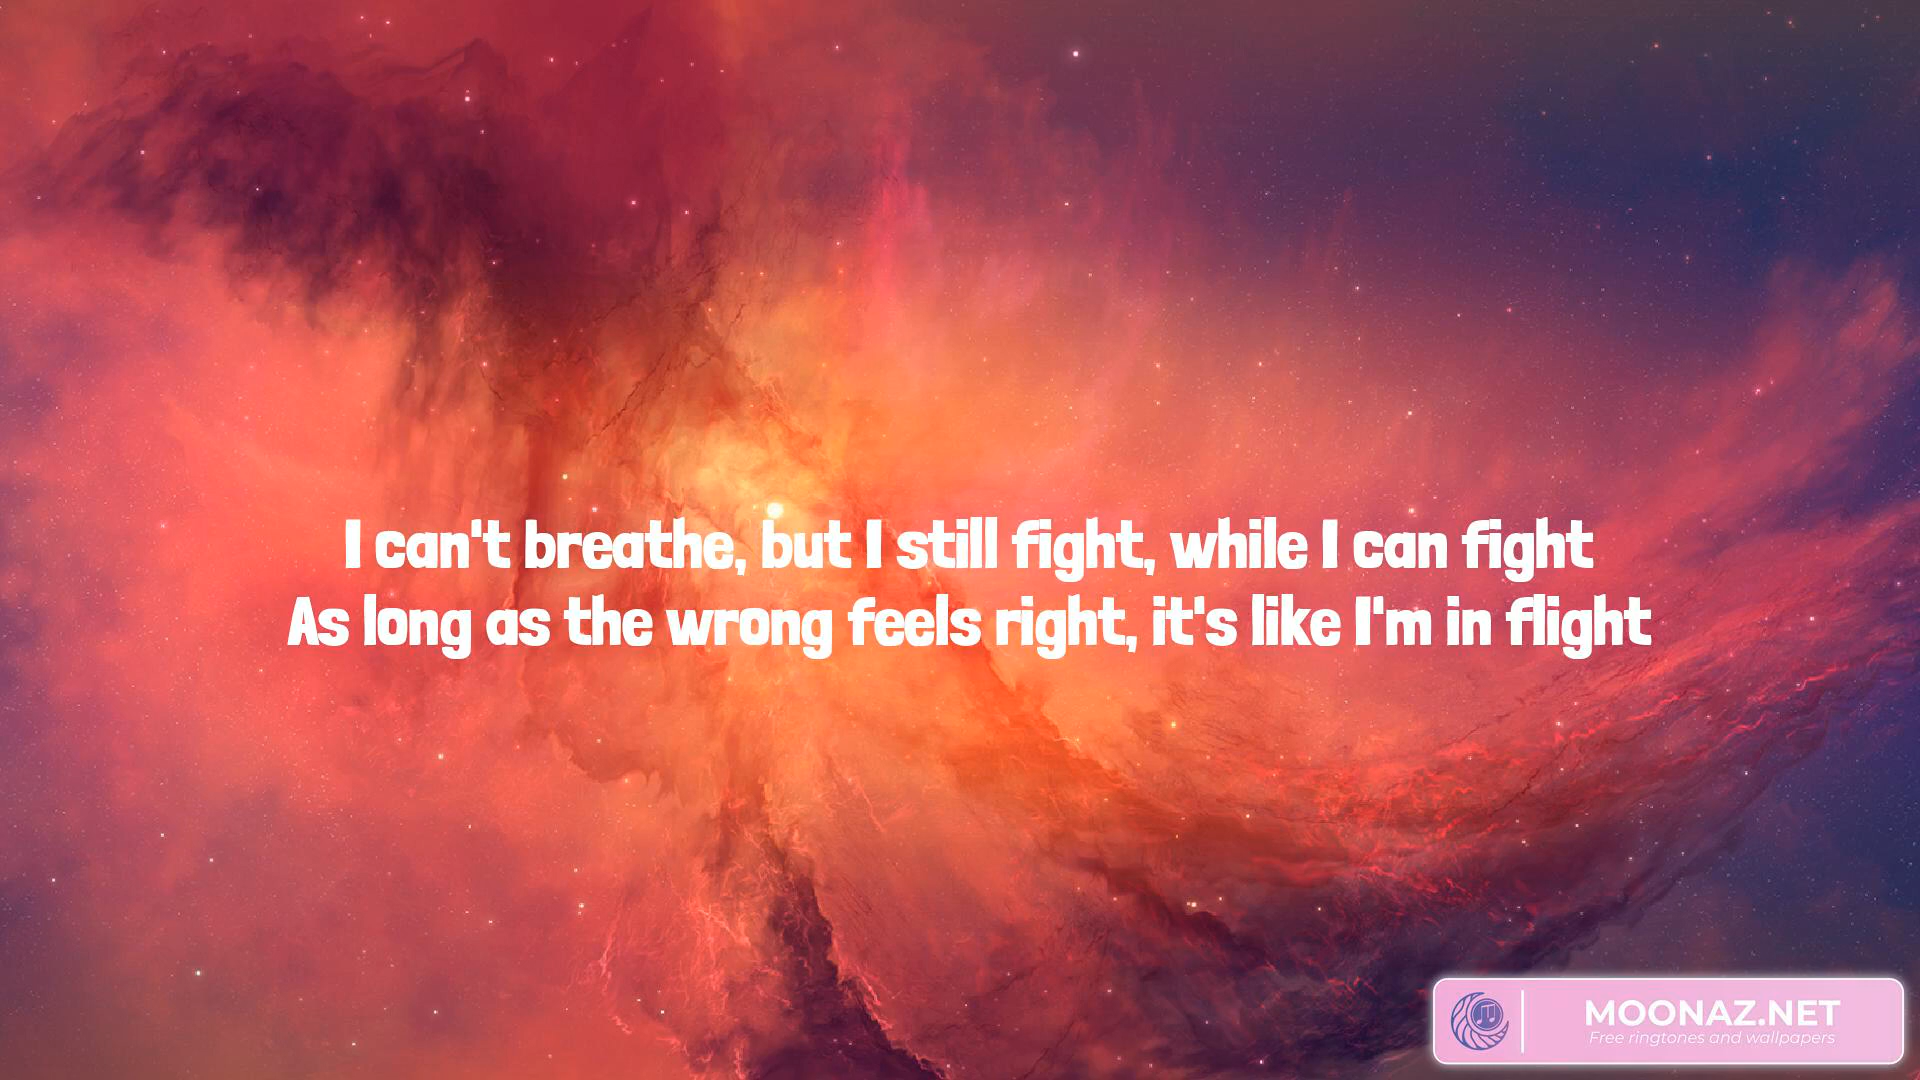 I can't breathe, but I still fight, while I can fight
As long as the wrong feels right, it's like I'm in flight
MOONAZ.NET
Free ringtones and wallpapers